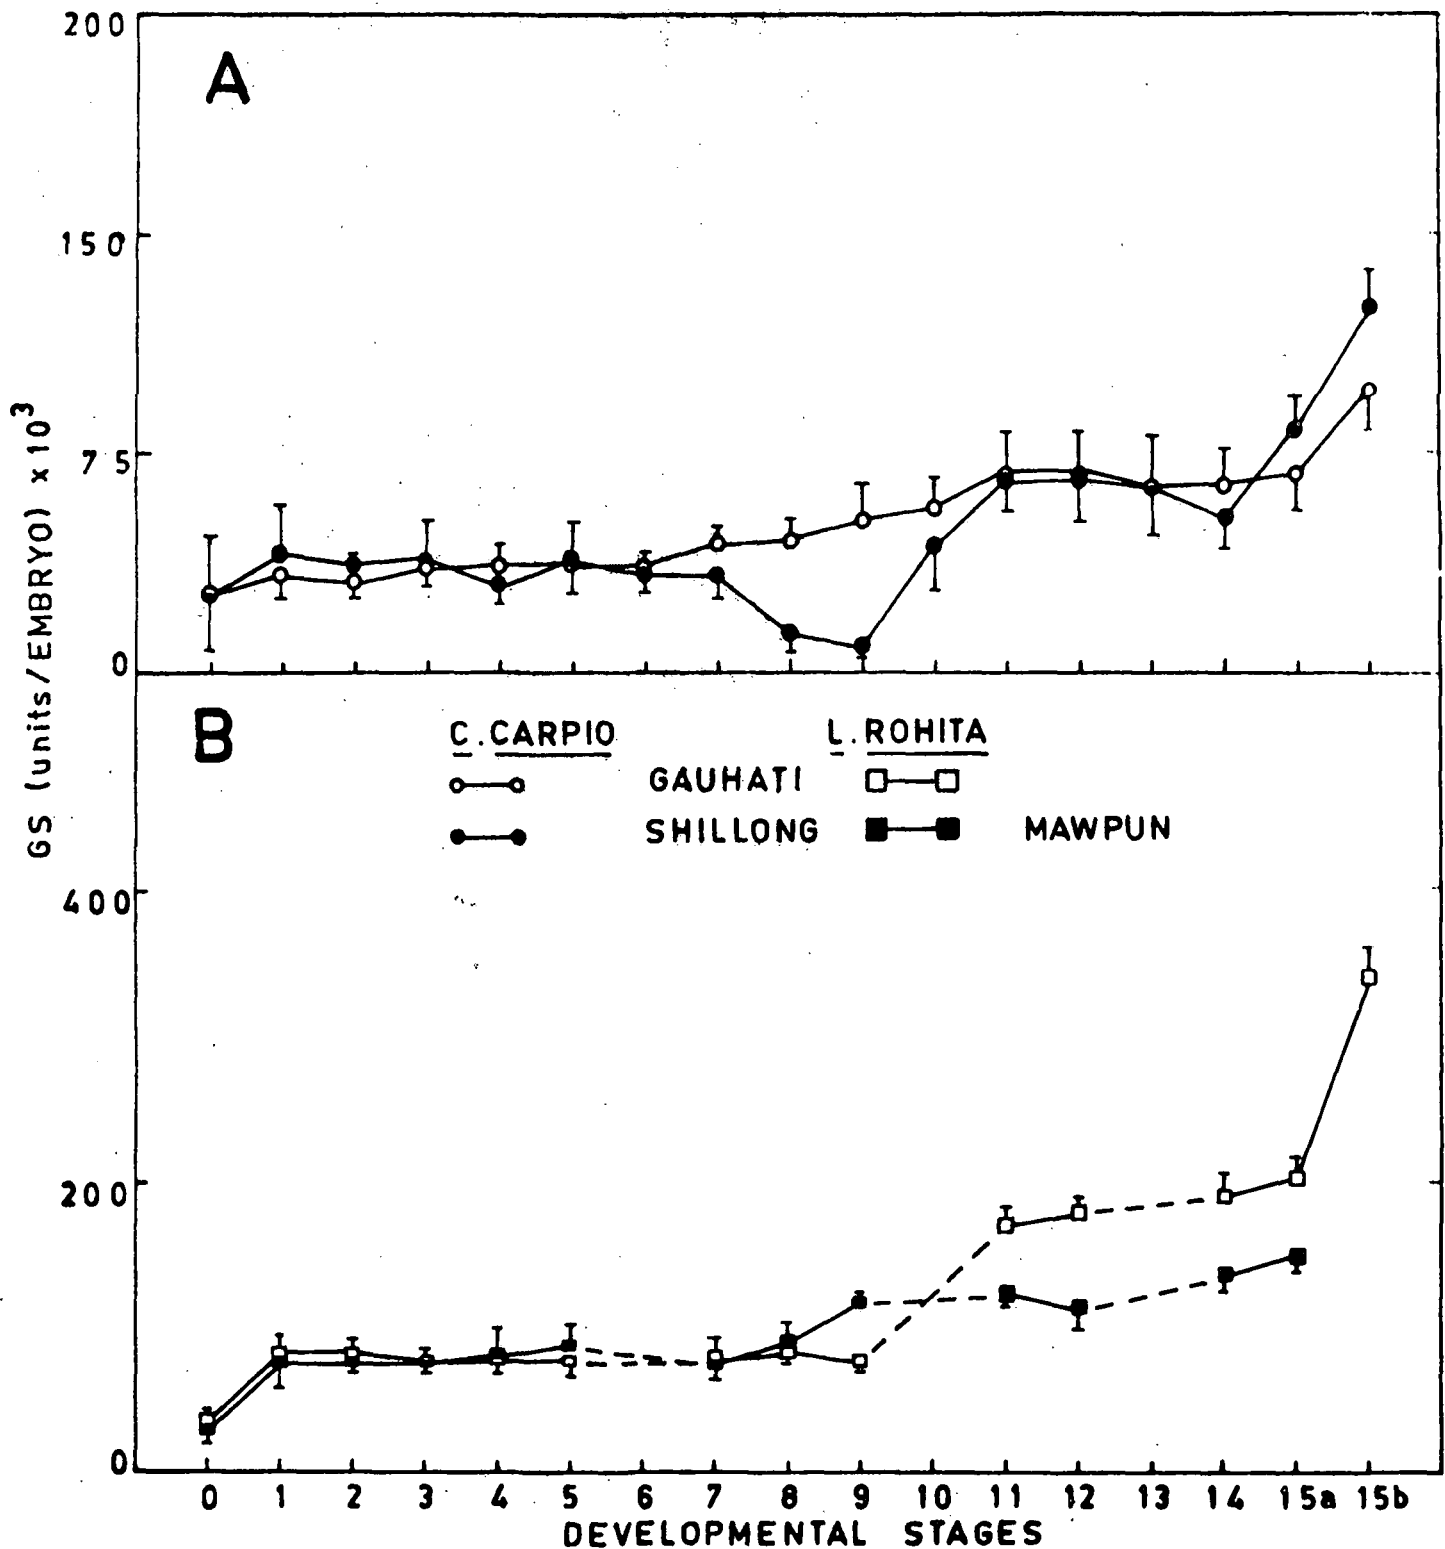 200
A
150
75
0
GS (units/EMBRYO) x 10³
B
C. CARPIO L. ROHITA
GAUHATI
SHILLONG MAWPUN
400
200
0
0 1 2 3 4 5 7 8 9 10 11 12 13 14 15a 15b
DEVELOPMENTAL STAGES